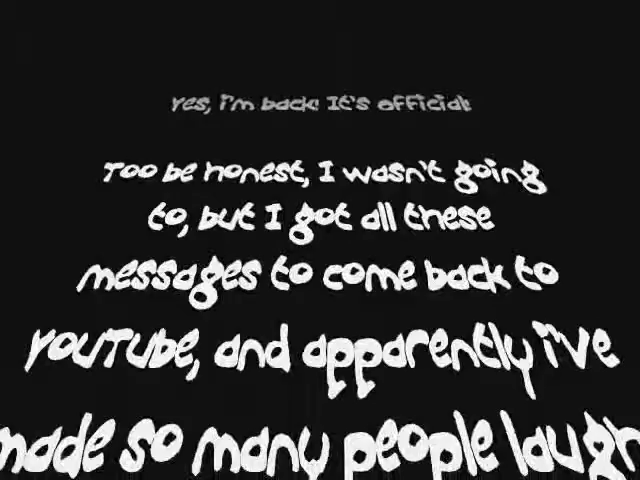 Yes, i'm back! It's official!
Too be honest, I wasn't going
to, but I got all these
messages to come back to
YouTube, and apparently i've
made so many people laugh